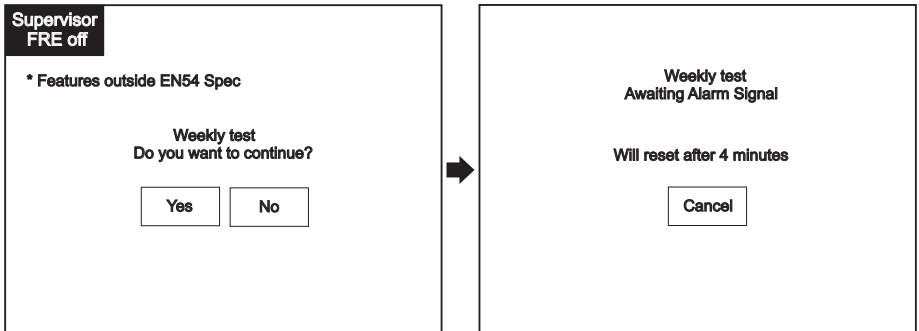 Supervisor
FRE off
* Features outside EN54 Spec
Weekly test
Do you want to continue?
Yes
No
Weekly test
Awaiting Alarm Signal
Will reset after 4 minutes
Cancel